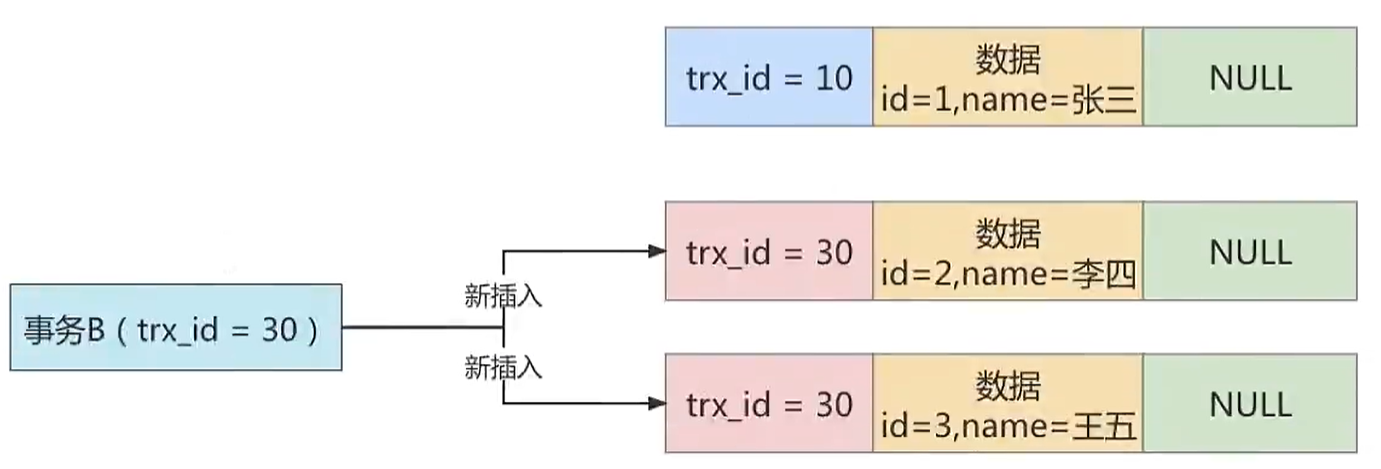 trx_id = 10
数据
id=1,name=张三
NULL
trx_id = 30
数据
id=2,name=李四
NULL
新插入
事务B（trx_id = 30）
新插入
trx_id = 30
数据
id=3,name=王五
NULL